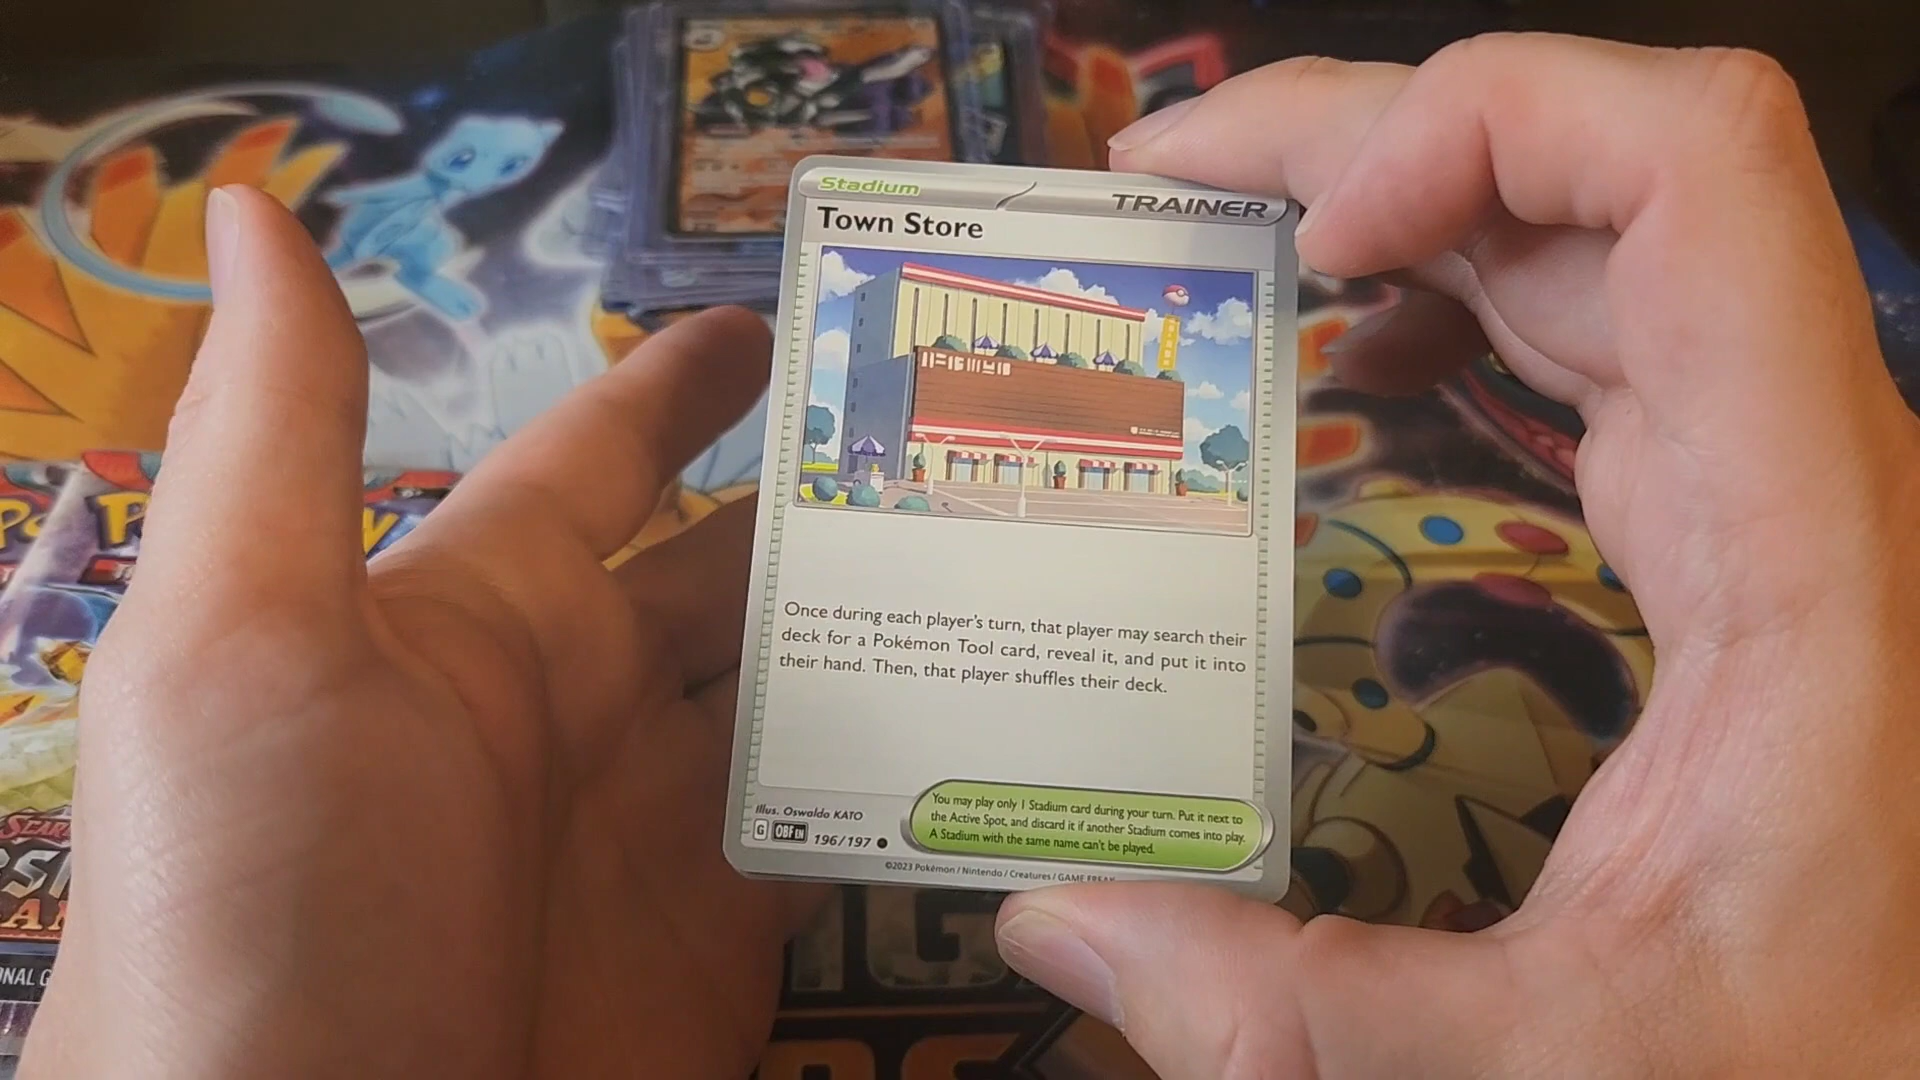 Stadium
TRAINER
Town Store
Once during each player's turn, that player may search their
deck for a Pokémon Tool card, reveal it, and put it into
their hand. Then, that player shuffles their deck.
Illus. Oswaldo KATO
G OBF EN 196/197
You may play only 1 Stadium card during your turn. Put it next to
the Active Spot, and discard it if another Stadium comes into play.
A Stadium with the same name can't be played.
©2023 Pokémon / Nintendo / Creatures / GAME FREAK